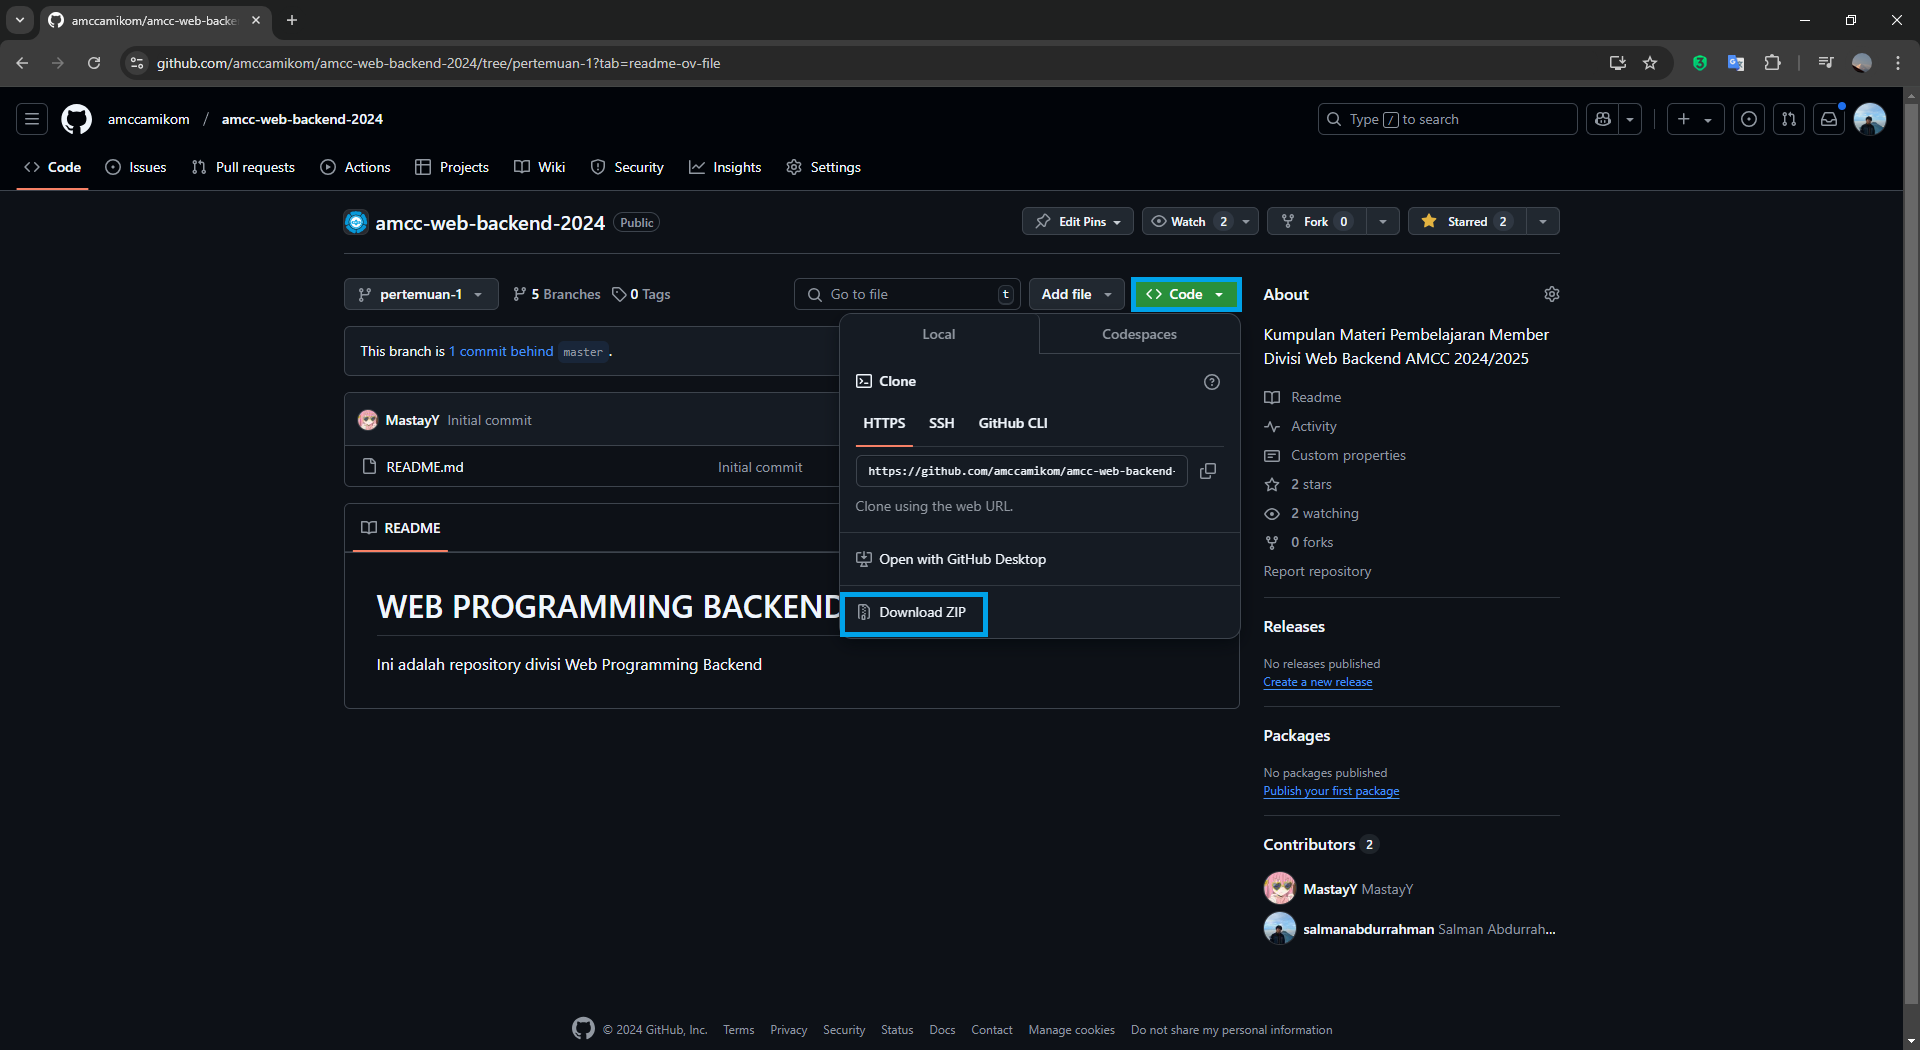 amccamikom/amcc-web-backe
github.com/amccamikom/amcc-web-backend-2024/tree/pertemuan-1?tab=readme-ov-file
amccamikom / amcc-web-backend-2024
Type / to search
Code Issues Pull requests Actions Projects Wiki Security Insights Settings
amcc-web-backend-2024 Public
Edit Pins Watch 2 Fork 0 Starred 2
pertemuan-1 5 Branches 0 Tags
Go to file t Add file Code
This branch is 1 commit behind master .
MastayY Initial commit
README.md Initial commit
README
WEB PROGRAMMING BACKEND
Ini adalah repository divisi Web Programming Backend
Local Codespaces
Clone
HTTPS SSH GitHub CLI
https://github.com/amccamikom/amcc-web-backend-
Clone using the web URL.
Open with GitHub Desktop
Download ZIP
About
Kumpulan Materi Pembelajaran Member
Divisi Web Backend AMCC 2024/2025
Readme
Activity
Custom properties
2 stars
2 watching
0 forks
Report repository
Releases
No releases published
Create a new release
Packages
No packages published
Publish your first package
Contributors 2
MastayY MastayY
salmanabdurrahman Salman Abdurrah...
© 2024 GitHub, Inc. Terms Privacy Security Status Docs Contact Manage cookies Do not share my personal information